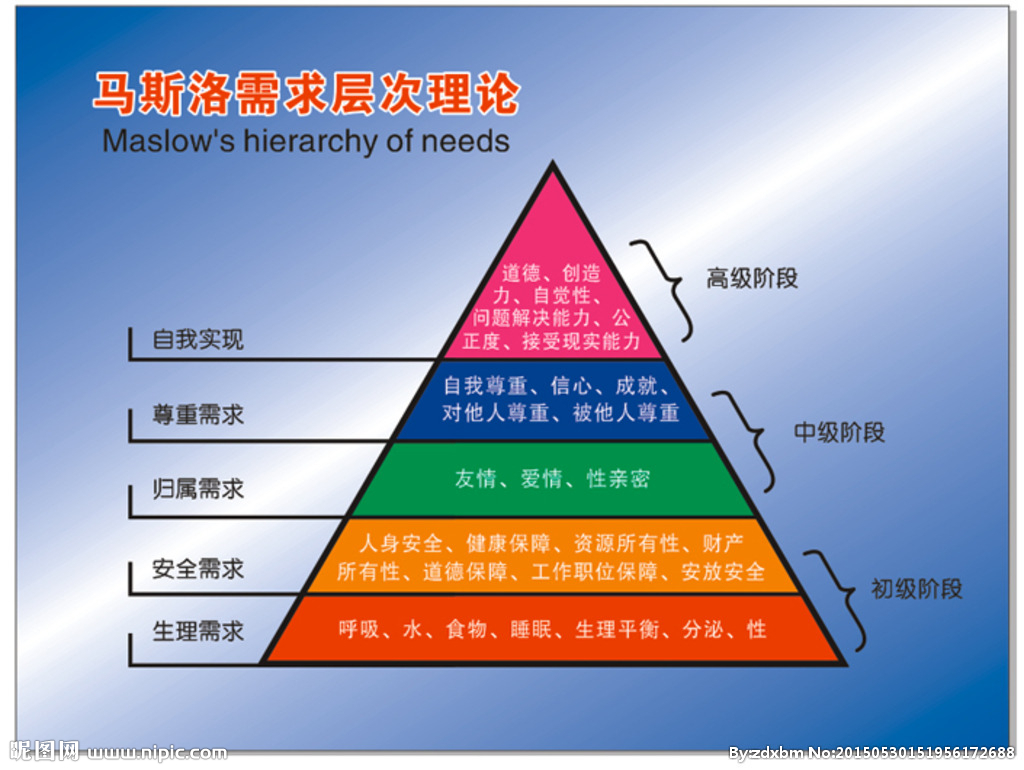 马斯洛需求层次理论
Maslow's hierarchy of needs
道德、创造
力、自觉性、
问题解决能力、公
正度、接受现实能力
高级阶段
自我实现
自我尊重、信心、成就、
对他人尊重、被他人尊重
尊重需求
中级阶段
友情、爱情、性亲密
归属需求
人身安全、健康保障、资源所有性、财产
所有性、道德保障、工作职位保障、安放安全
安全需求
初级阶段
呼吸、水、食物、睡眠、生理平衡、分泌、性
生理需求
昵图网 www.nipic.com
By:zdxbm No:20150530151956172688